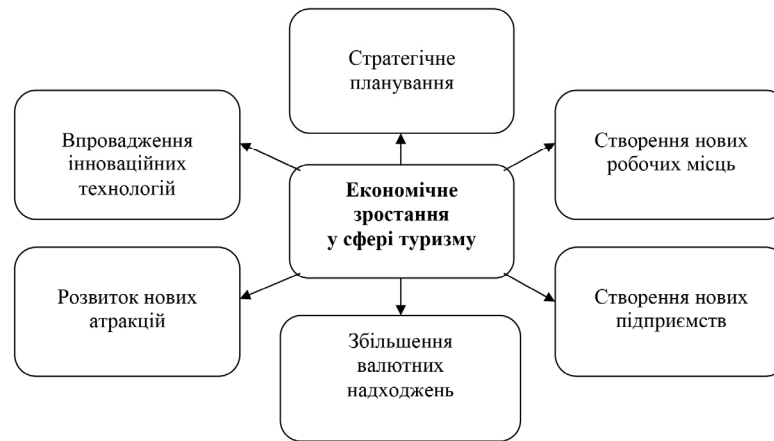 Стратегічне
планування
Впровадження
інноваційних
технологій
Створення нових
робочих місць
Економічне
зростання
у сфері туризму
Розвиток нових
атракцій
Створення нових
підприємств
Збільшення
валютних
надходжень